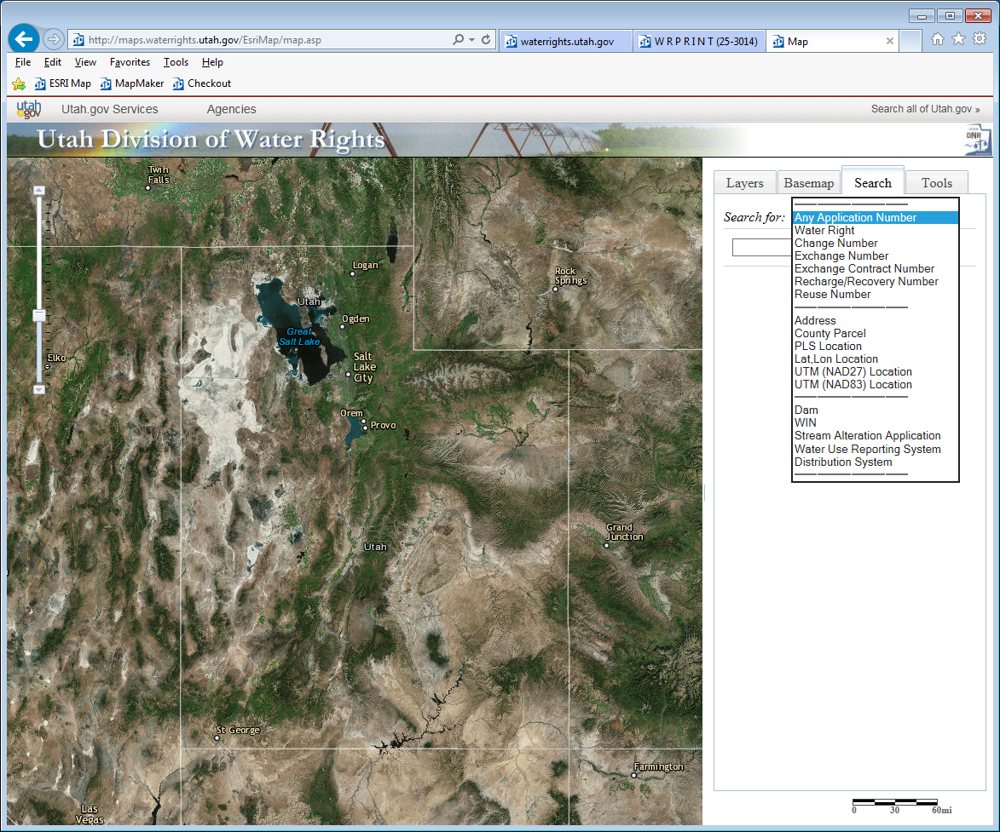 http://maps.waterrights.utah.gov/EsriMap/map.asp
waterrights.utah.gov
W R P R I N T (25-3014)
Map
File Edit View Favorites Tools Help
ESRI Map MapMaker Checkout
utah.gov
Utah.gov Services
Agencies
Search all of Utah.gov »
Utah Division of Water Rights
DNR
Layers Basemap Search Tools
Search for:
Any Application Number
Water Right
Change Number
Exchange Number
Exchange Contract Number
Recharge/Recovery Number
Reuse Number
Address
County Parcel
PLS Location
Lat,Lon Location
UTM (NAD27) Location
UTM (NAD83) Location
Dam
WIN
Stream Alteration Application
Water Use Reporting System
Distribution System
Twin
Falls
Logan
Rock
Springs
Utah
Ogden
Great
Salt Lake
Elko
Salt
Lake
City
Orem
Provo
Grand
Junction
Utah
St George
Farmington
Las
Vegas
0 30 60mi